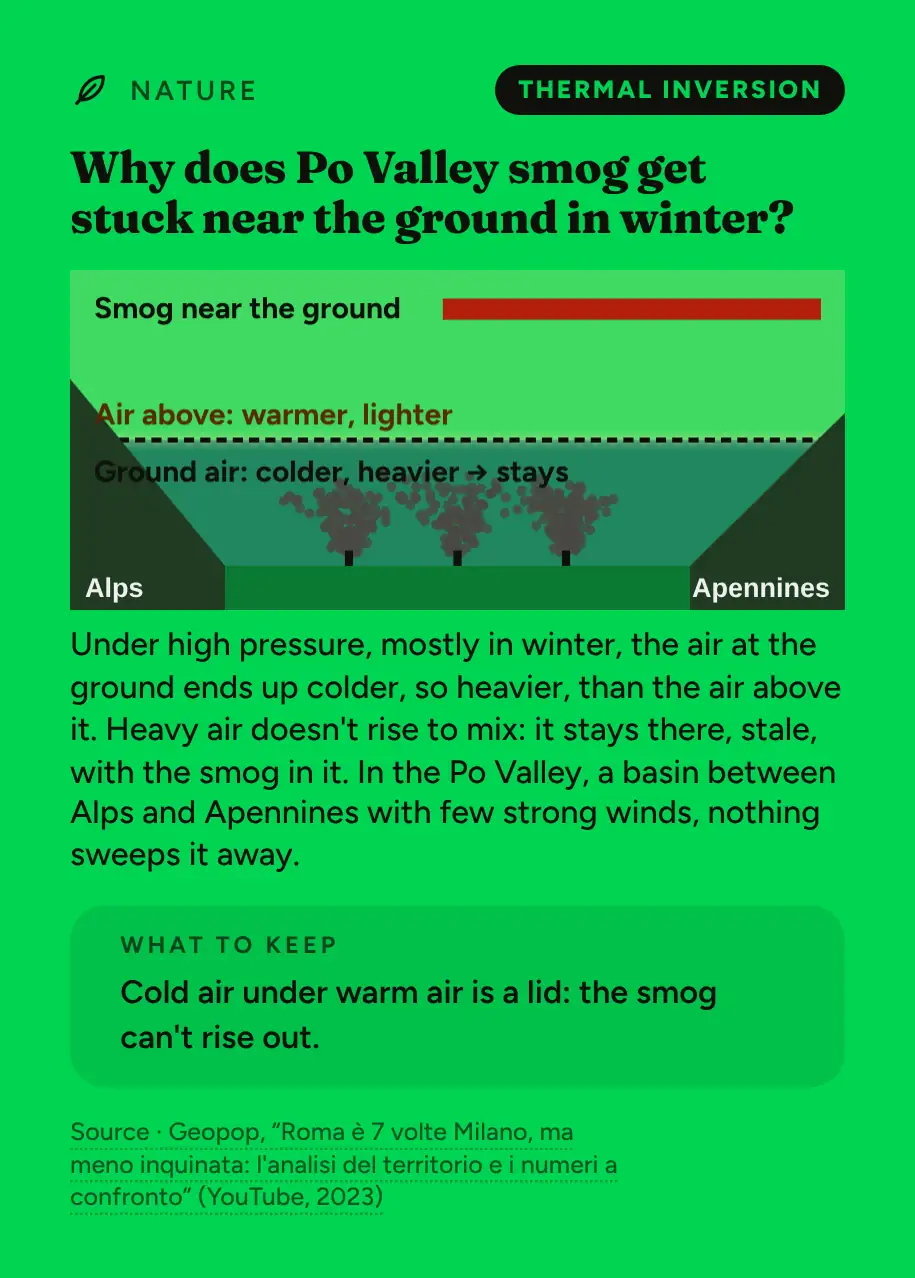 NATURE
THERMAL INVERSION
Why does Po Valley smog get
stuck near the ground in winter?
Smog near the ground
Air above: warmer, lighter
Ground air: colder, heavier → stays
Alps
Apennines
Under high pressure, mostly in winter, the air at the
ground ends up colder, so heavier, than the air above
it. Heavy air doesn't rise to mix: it stays there, stale,
with the smog in it. In the Po Valley, a basin between
Alps and Apennines with few strong winds, nothing
sweeps it away.
WHAT TO KEEP
Cold air under warm air is a lid: the smog
can't rise out.
Source · Geopop, “Roma è 7 volte Milano, ma
meno inquinata: l'analisi del territorio e i numeri a
confronto” (YouTube, 2023)